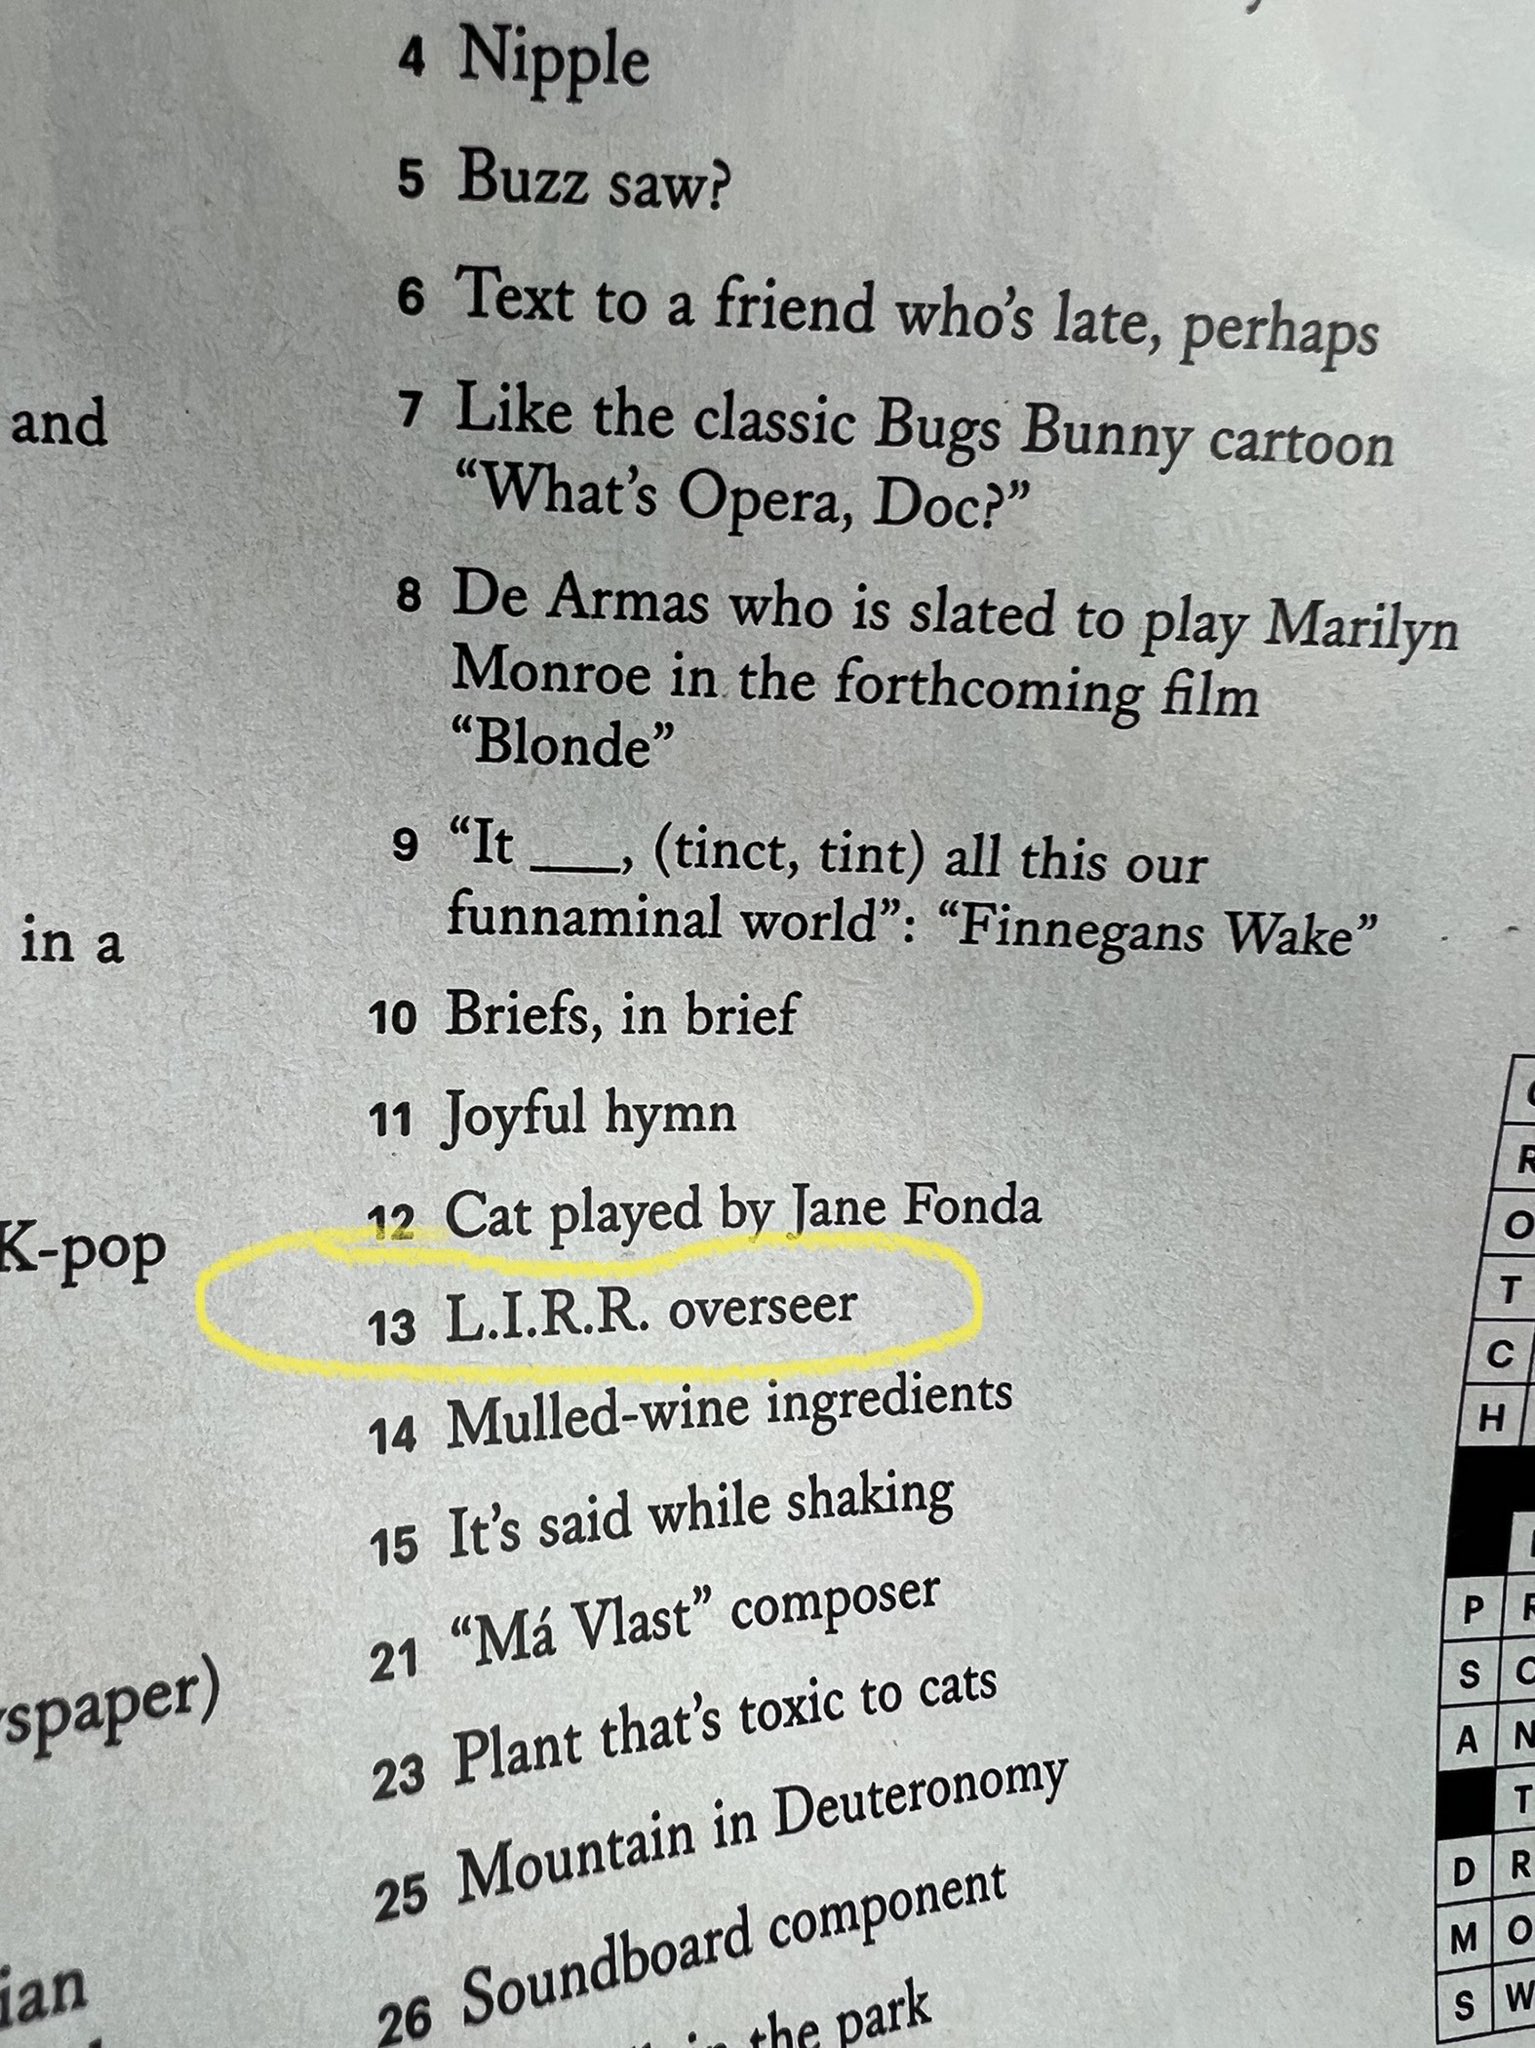 4 Nipple
5 Buzz saw?
6 Text to a friend who's late, perhaps
and
7 Like the classic Bugs Bunny cartoon
“What's Opera, Doc?”
8 De Armas who is slated to play Marilyn
Monroe in the forthcoming film
“Blonde”
9 “It ___, (tinct, tint) all this our
funnaminal world”: “Finnegans Wake”
in a
10 Briefs, in brief
11 Joyful hymn
12 Cat played by Jane Fonda
K-pop
13 L.I.R.R. overseer
14 Mulled-wine ingredients
15 It's said while shaking
21 “Má Vlast” composer
spaper)
23 Plant that's toxic to cats
25 Mountain in Deuteronomy
26 Soundboard component
ian
the park
R
O
T
C
H
P R
S
A N
T
D R
M O
S W